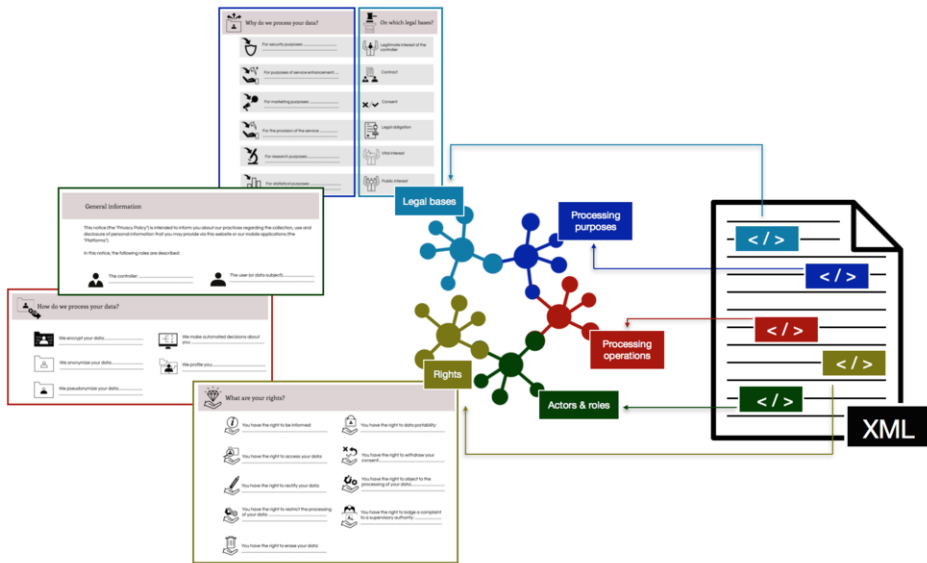 Why do we process your data?
On which legal bases?
For security purposes:
Legitimate interest of the
controller
For purposes of service enhancement
Contract
For marketing purposes:
Consent
For the provision of the service
Legal obligation
For research purposes:
Vital interest
For statistical purposes:
Public interest
Legal bases
Processing
purposes
General information
This notice (the "Privacy Policy") is intended to inform you about our practices regarding the collection, use and
disclosure of personal information that you may provide via this website or our mobile applications (the
"Platforms").
In this notice, the following roles are described:
The controller:
The user (or data subject):
How do we process your data?
We encrypt your data
We make automated decisions about
you
We anonymise your data
We profile you
We pseudonymise your data
Processing
operations
Rights
Actors & roles
What are your rights?
You have the right to be informed:
You have the right to data portability:
You have the right to access your data:
You have the right to withdraw your
consent
You have the right to rectify your data:
You have the right to object to the
processing of your data:
You have the right to restrict the processing
of your data:
You have the right to lodge a complaint
to a supervisory authority:
You have the right to erase your data:
< / >
< / >
< / >
< / >
< / >
XML